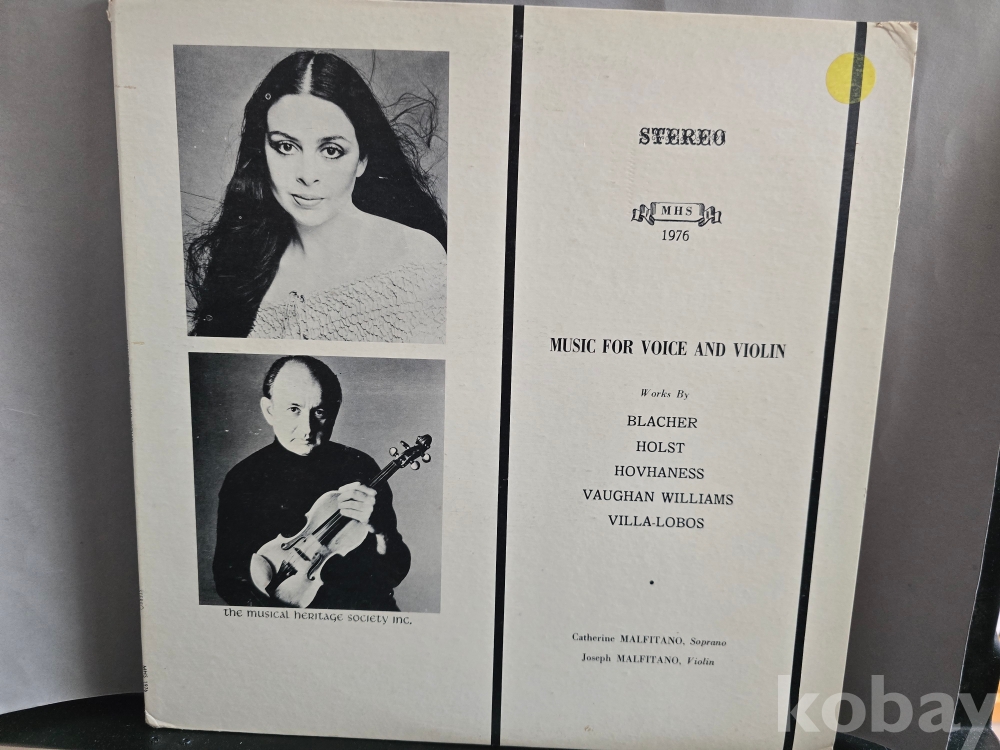 STEREO
MHS
1976
MUSIC FOR VOICE AND VIOLIN
Works By
BLACHER
HOLST
HOVHANESS
VAUGHAN WILLIAMS
VILLA-LOBOS
Catherine MALFITANO, Soprano
Joseph MALFITANO, Violin
the musical heritage society inc.
kobay